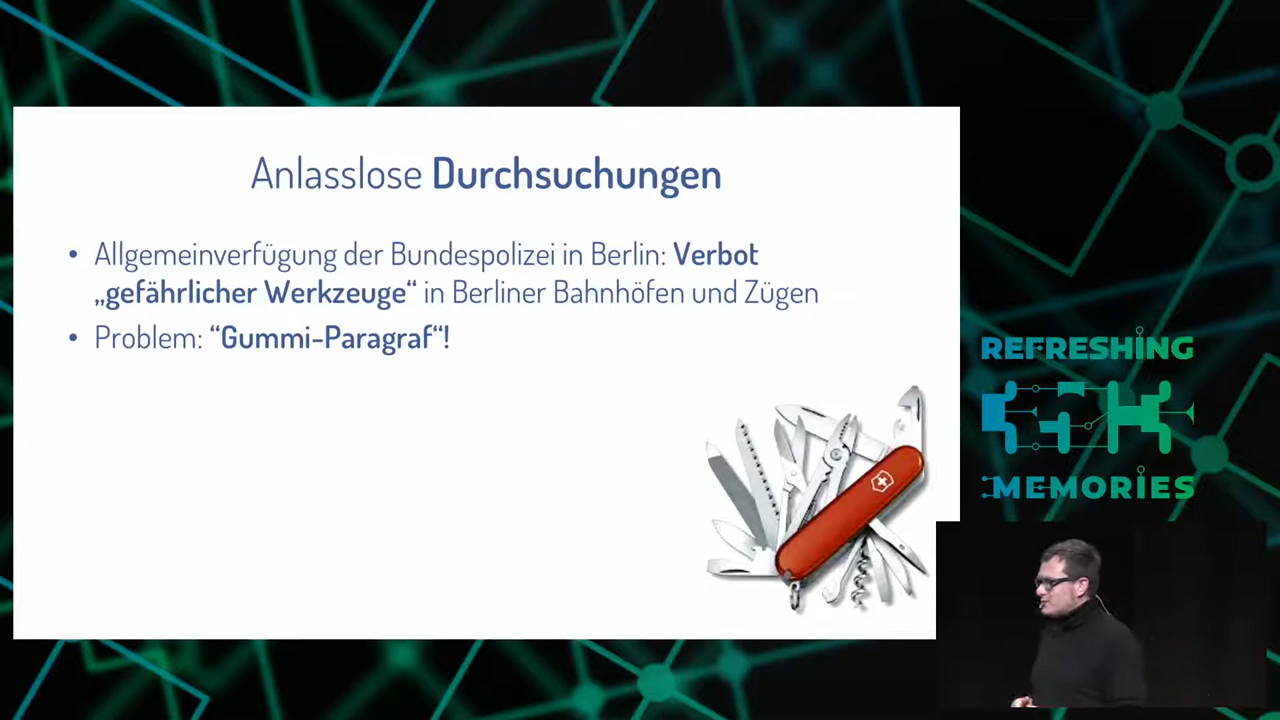 Anlasslose Durchsuchungen
• Allgemeinverfügung der Bundespolizei in Berlin: Verbot
„gefährlicher Werkzeuge“ in Berliner Bahnhöfen und Zügen
• Problem: “Gummi-Paragraf“!
REFRESHING
35C3
MEMORIES